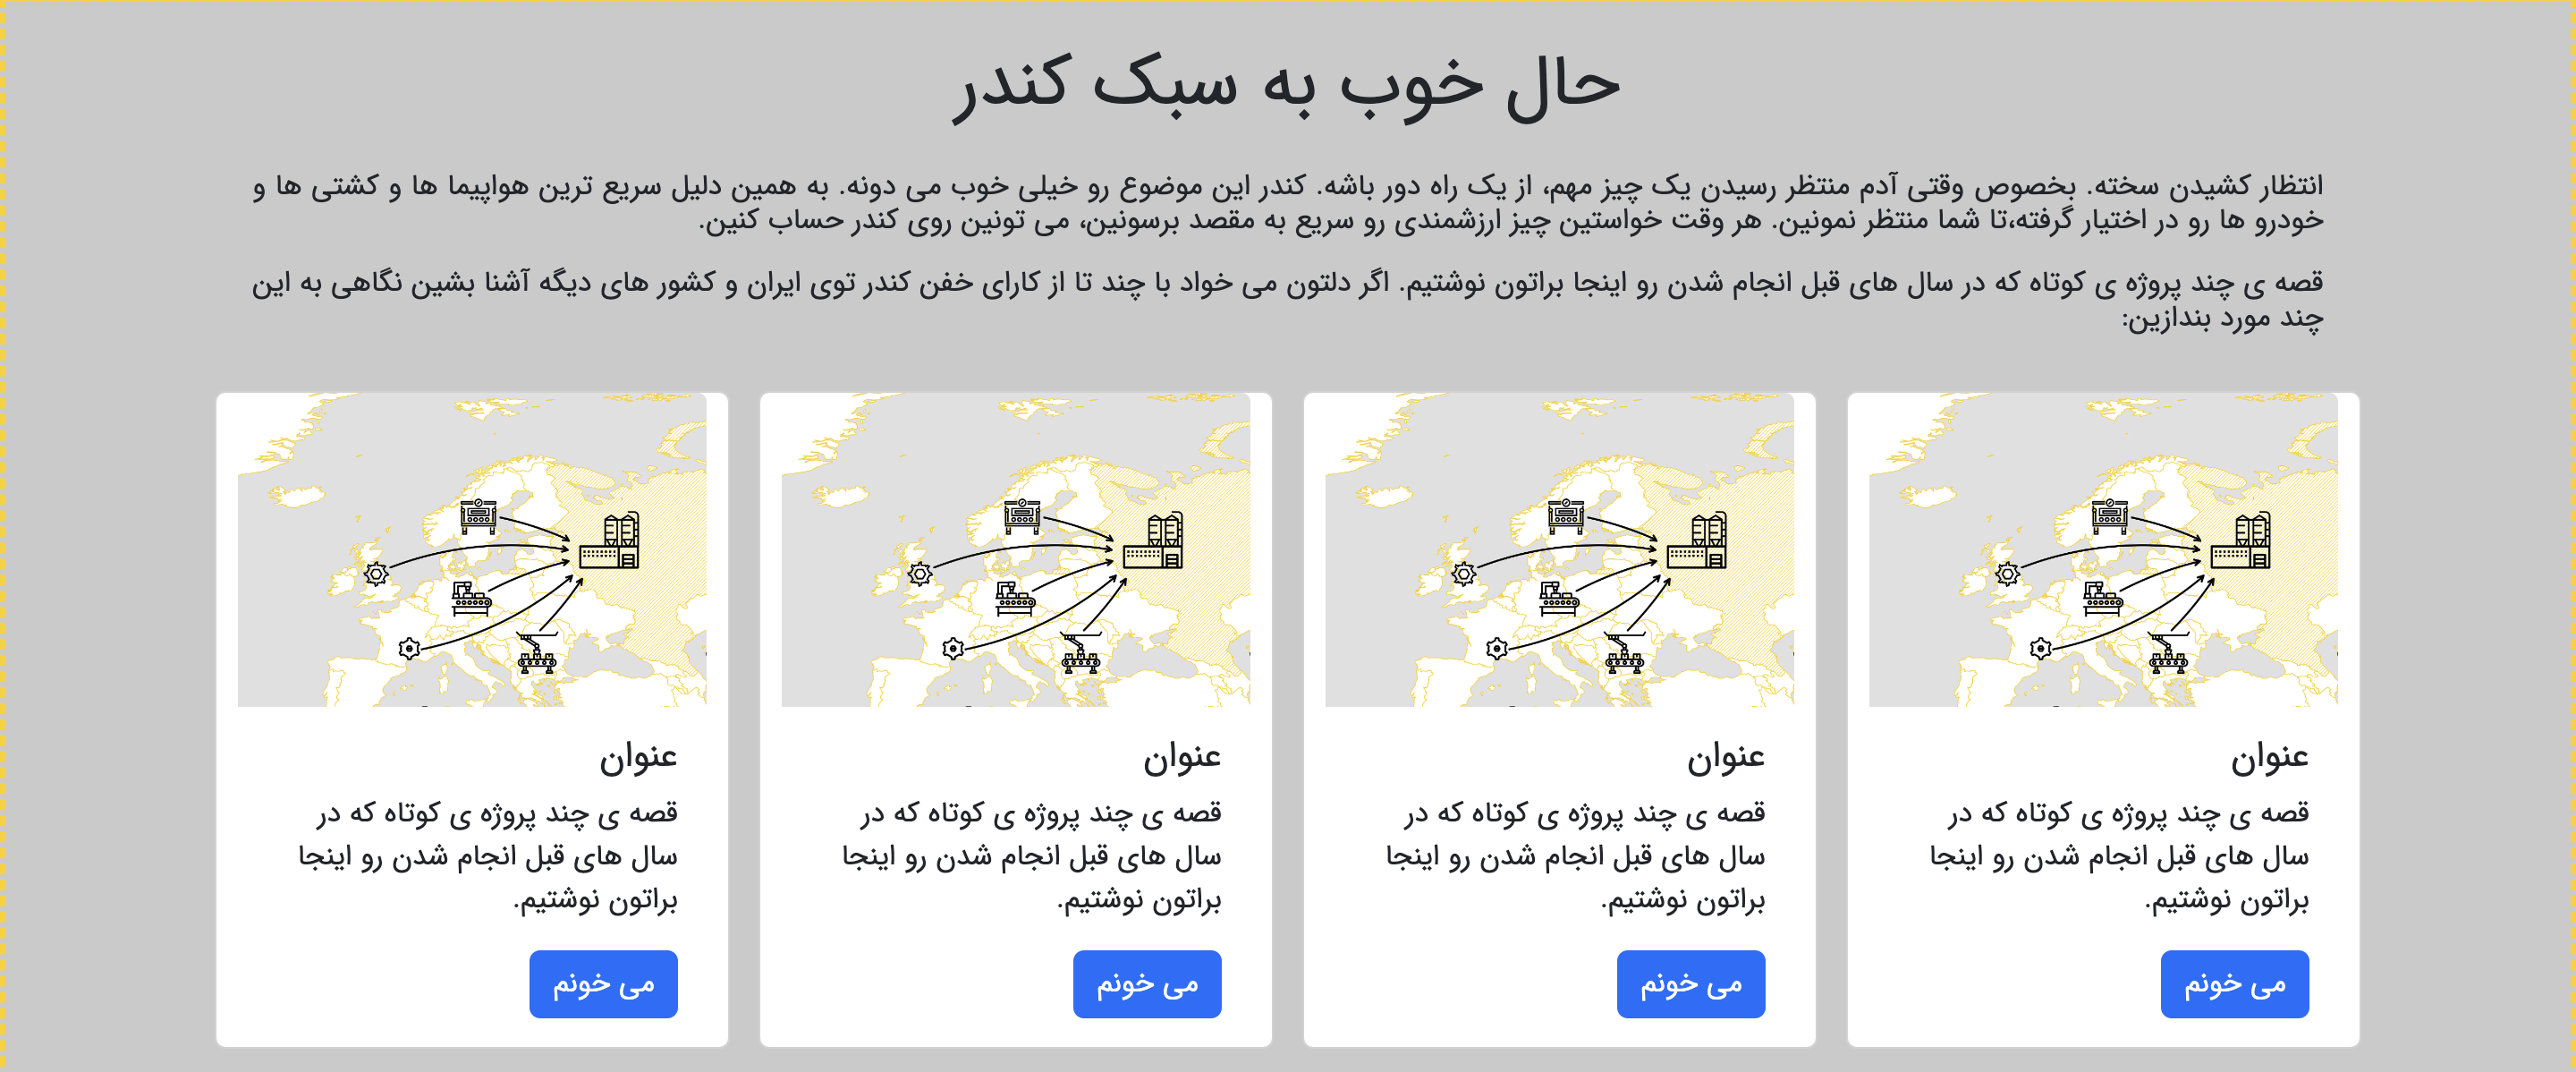 حال خوب به سبک کندر
انتظار کشیدن سخته. بخصوص وقتی آدم منتظر رسیدن یک چیز مهم، از یک راه دور باشه. کندر این موضوع رو خیلی خوب می دونه. به همین دلیل سریع ترین هواپیما ها و کشتی ها و
خودرو ها رو در اختیار گرفته،تا شما منتظر نمونین. هر وقت خواستین چیز ارزشمندی رو سریع به مقصد برسونین، می تونین روی کندر حساب کنین.
قصه ی چند پروژه ی کوتاه که در سال های قبل انجام شدن رو اینجا براتون نوشتیم. اگر دلتون می خواد با چند تا از کارای خفن کندر توی ایران و کشور های دیگه آشنا بشین نگاهی به این
چند مورد بندازین:
عنوان
قصه ی چند پروژه ی کوتاه که در
سال های قبل انجام شدن رو اینجا
براتون نوشتیم.
می خونم
عنوان
قصه ی چند پروژه ی کوتاه که در
سال های قبل انجام شدن رو اینجا
براتون نوشتیم.
می خونم
عنوان
قصه ی چند پروژه ی کوتاه که در
سال های قبل انجام شدن رو اینجا
براتون نوشتیم.
می خونم
عنوان
قصه ی چند پروژه ی کوتاه که در
سال های قبل انجام شدن رو اینجا
براتون نوشتیم.
می خونم